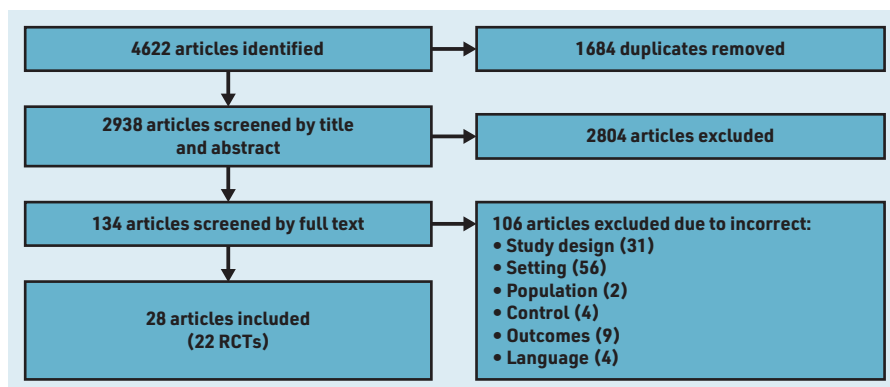 4622 articles identified
1684 duplicates removed
2938 articles screened by title
and abstract
2804 articles excluded
134 articles screened by full text
106 articles excluded due to incorrect:
• Study design (31)
• Setting (56)
• Population (2)
• Control (4)
• Outcomes (9)
• Language (4)
28 articles included
(22 RCTs)